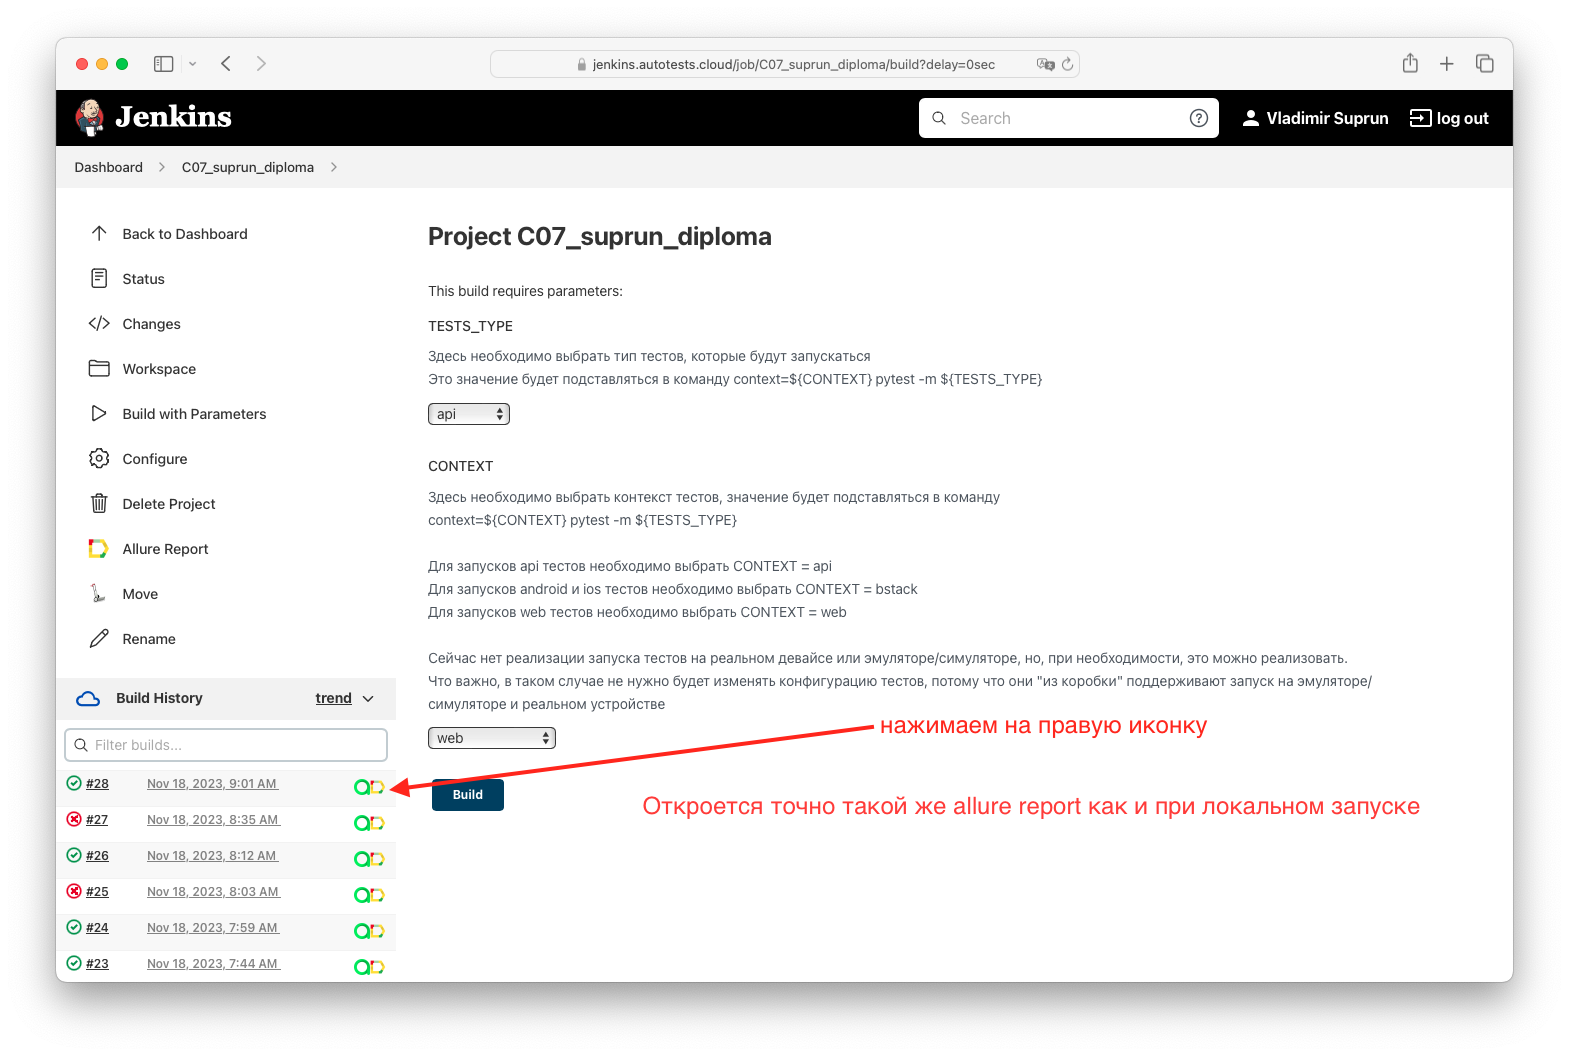 jenkins.autotests.cloud/job/C07_suprun_diploma/build?delay=0sec
Jenkins
Search
Vladimir Suprun
log out
Dashboard
C07_suprun_diploma
Back to Dashboard
Status
Changes
Workspace
Build with Parameters
Configure
Delete Project
Allure Report
Move
Rename
Build History
trend
Filter builds...
#28 Nov 18, 2023, 9:01 AM
#27 Nov 18, 2023, 8:35 AM
#26 Nov 18, 2023, 8:12 AM
#25 Nov 18, 2023, 8:03 AM
#24 Nov 18, 2023, 7:59 AM
#23 Nov 18, 2023, 7:44 AM
Project C07_suprun_diploma
This build requires parameters:
TESTS_TYPE
Здесь необходимо выбрать тип тестов, которые будут запускаться
Это значение будет подставляться в команду context=${CONTEXT} pytest -m ${TESTS_TYPE}
api
CONTEXT
Здесь необходимо выбрать контекст тестов, значение будет подставляться в команду
context=${CONTEXT} pytest -m ${TESTS_TYPE}
Для запусков api тестов необходимо выбрать CONTEXT = api
Для запусков android и ios тестов необходимо выбрать CONTEXT = bstack
Для запусков web тестов необходимо выбрать CONTEXT = web
Сейчас нет реализации запуска тестов на реальном девайсе или эмуляторе/симуляторе, но, при необходимости, это можно реализовать.
Что важно, в таком случае не нужно будет изменять конфигурацию тестов, потому что они "из коробки" поддерживают запуск на эмуляторе/
симуляторе и реальном устройстве
web
нажимаем на правую иконку
Build
Откроется точно такой же allure report как и при локальном запуске